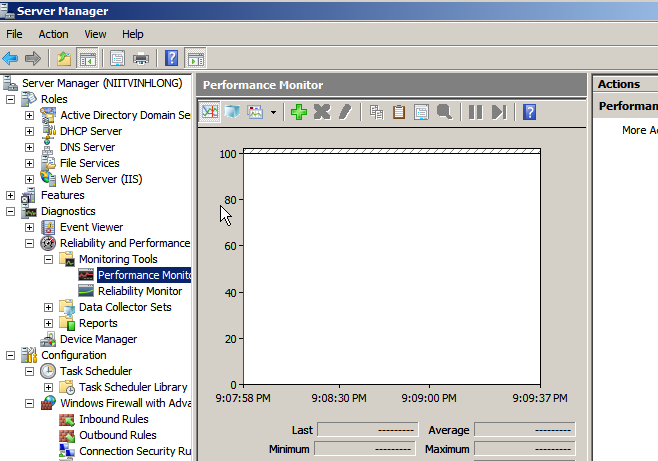 Server Manager
File Action View Help
Server Manager (NIITVINHLONG)
Roles
Active Directory Domain Se
DHCP Server
DNS Server
File Services
Web Server (IIS)
Features
Diagnostics
Event Viewer
Reliability and Performance
Monitoring Tools
Performance Monito
Reliability Monitor
Data Collector Sets
Reports
Device Manager
Configuration
Task Scheduler
Task Scheduler Library
Windows Firewall with Adva
Inbound Rules
Outbound Rules
Connection Security Ru
Performance Monitor
100
80
60
40
20
0
9:07:58 PM 9:08:30 PM 9:09:00 PM 9:09:37 PM
Last --------- Average ---------
Minimum --------- Maximum ---------
Actions
Performan
More Ac